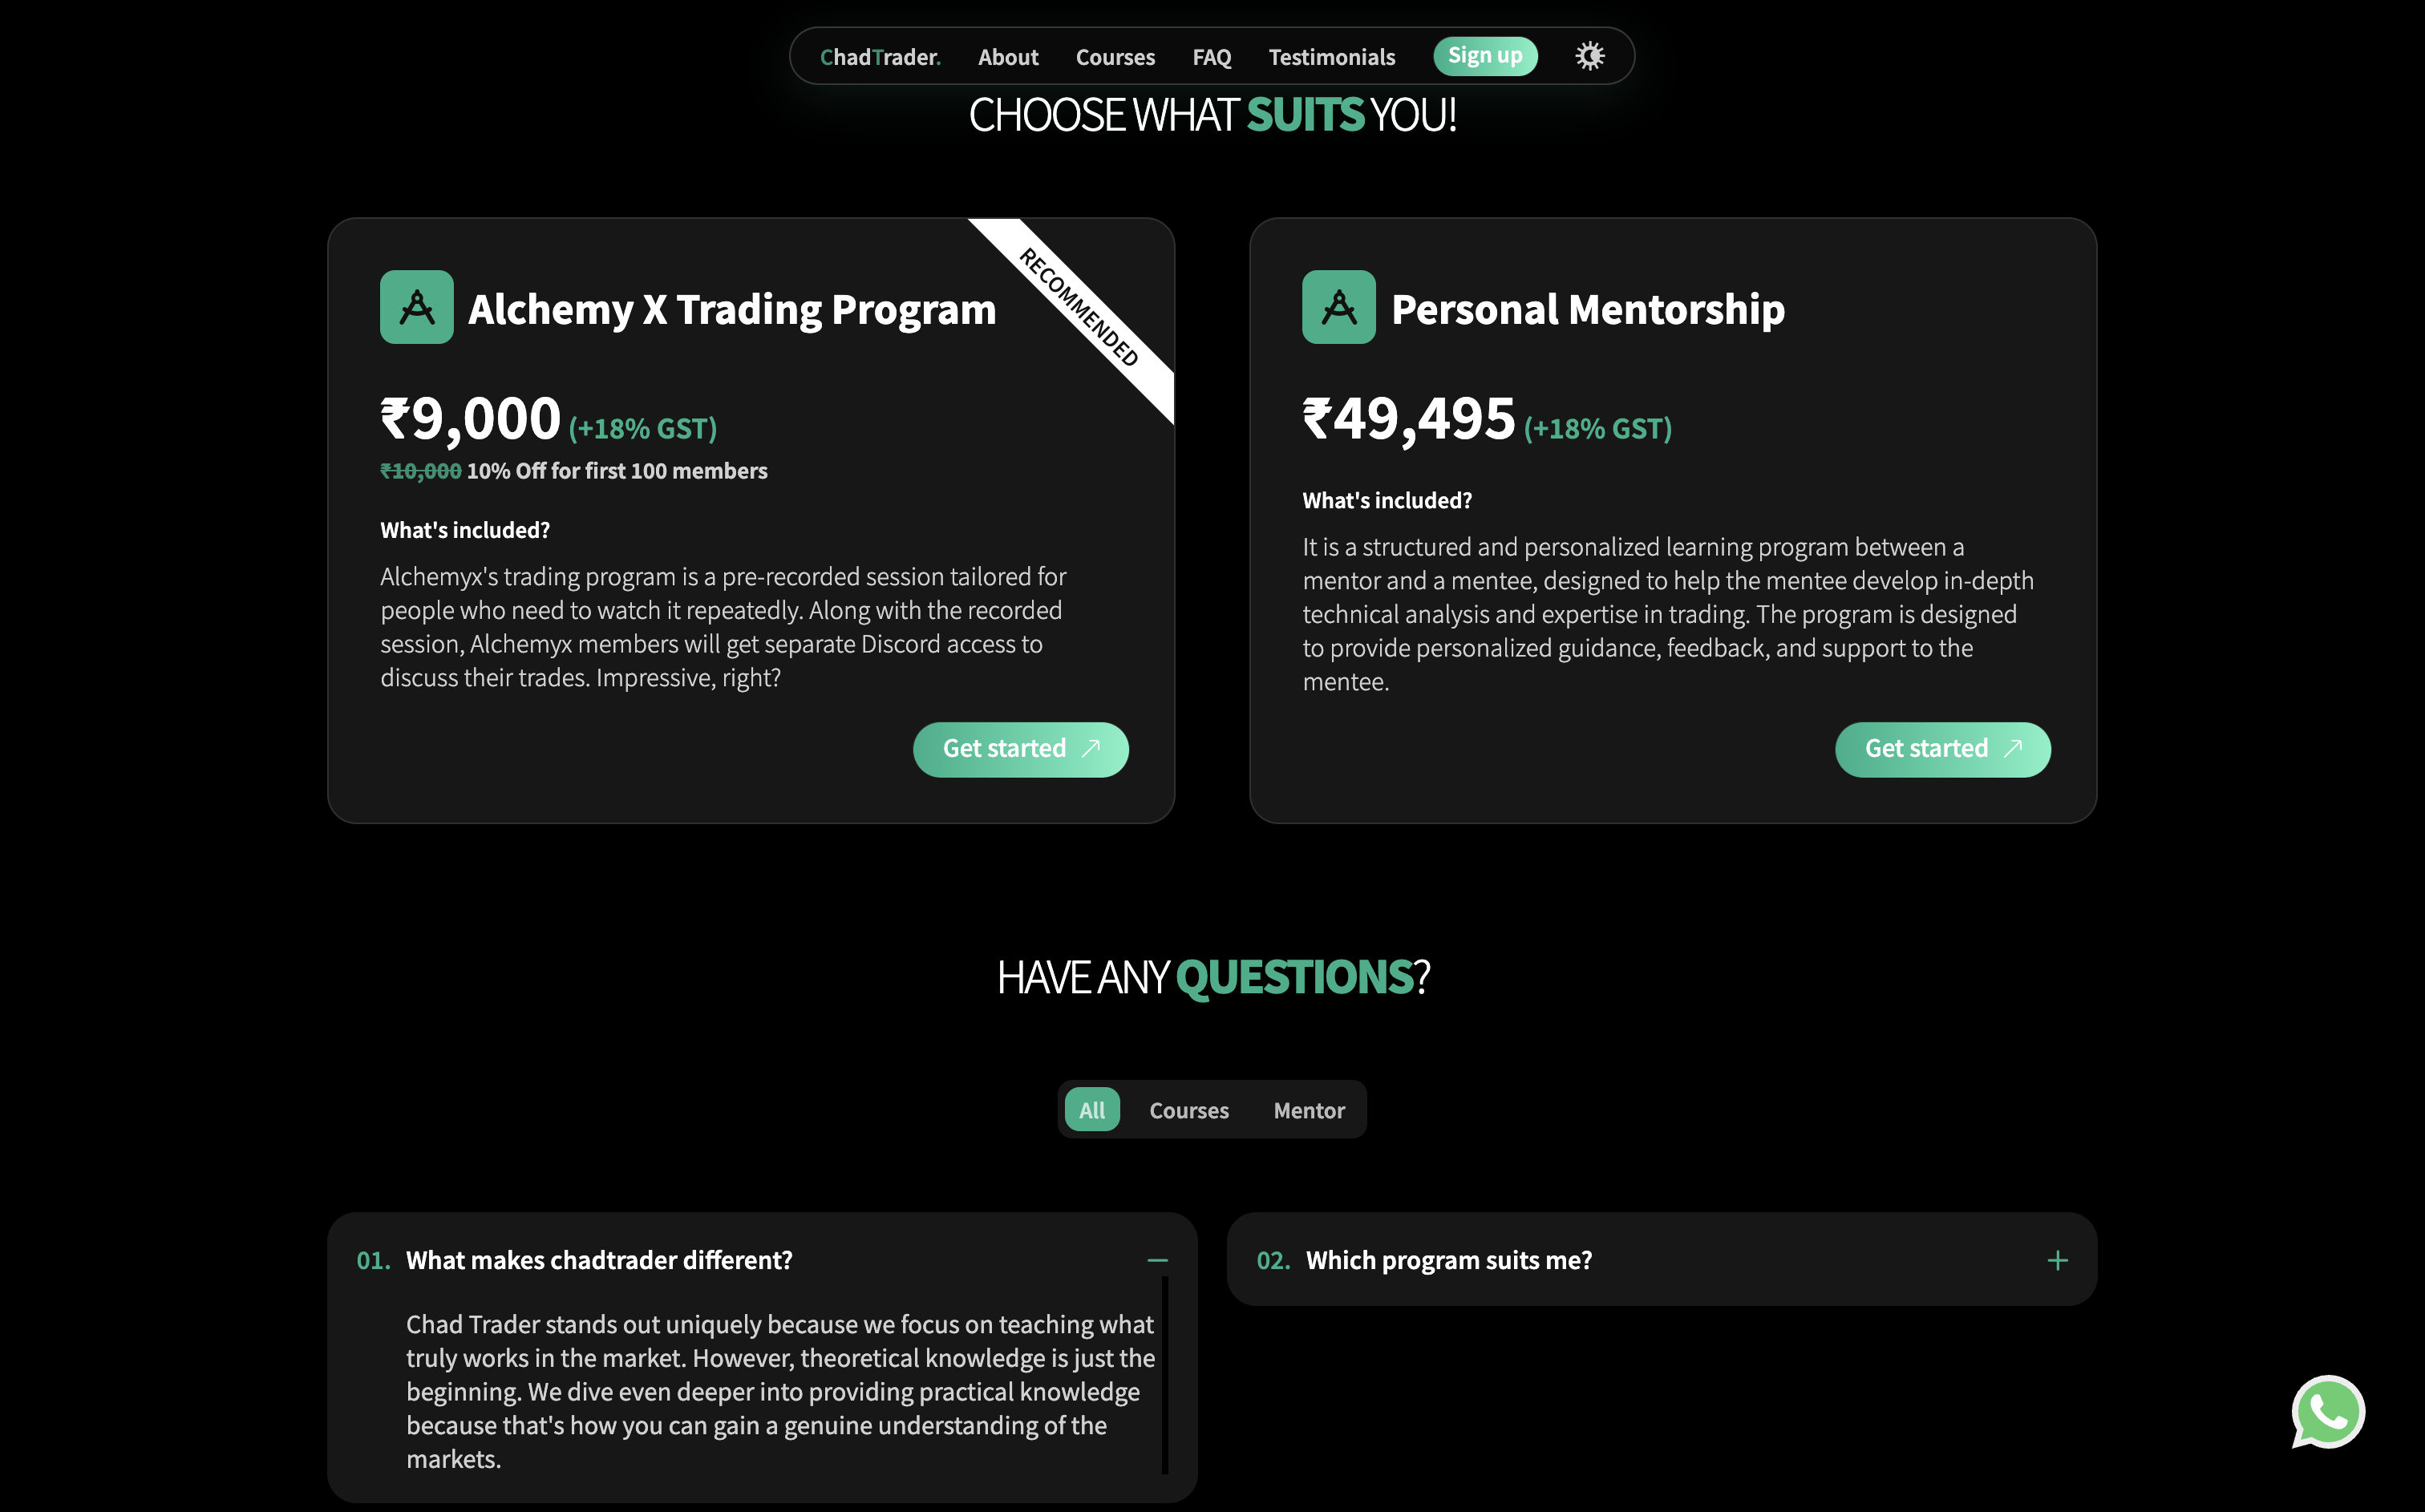 ChadTrader. About Courses FAQ Testimonials Sign up
CHOOSE WHAT SUITS YOU!
RECOMMENDED
Alchemy X Trading Program
₹9,000 (+18% GST)
₹10,000 10% Off for first 100 members
What's included?
Alchemyx's trading program is a pre-recorded session tailored for
people who need to watch it repeatedly. Along with the recorded
session, Alchemyx members will get separate Discord access to
discuss their trades. Impressive, right?
Get started
Personal Mentorship
₹49,495 (+18% GST)
What's included?
It is a structured and personalized learning program between a
mentor and a mentee, designed to help the mentee develop in-depth
technical analysis and expertise in trading. The program is designed
to provide personalized guidance, feedback, and support to the
mentee.
Get started
HAVE ANY QUESTIONS?
All Courses Mentor
01. What makes chadtrader different?
Chad Trader stands out uniquely because we focus on teaching what
truly works in the market. However, theoretical knowledge is just the
beginning. We dive even deeper into providing practical knowledge
because that's how you can gain a genuine understanding of the
markets.
02. Which program suits me?